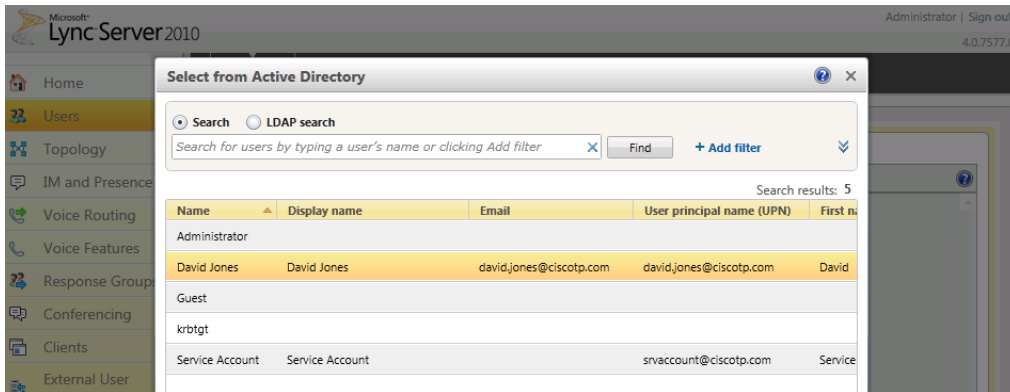 Microsoft®
Lync Server 2010
Administrator | Sign out
4.0.7577.
Home
Users
Topology
IM and Presence
Voice Routing
Voice Features
Response Groups
Conferencing
Clients
External User
Select from Active Directory
Search LDAP search
Search for users by typing a user's name or clicking Add filter
Find
+ Add filter
Search results: 5
Name Display name Email User principal name (UPN) First na
Administrator
David Jones David Jones david.jones@ciscotp.com david.jones@ciscotp.com David
Guest
krbtgt
Service Account Service Account srvaccount@ciscotp.com Service